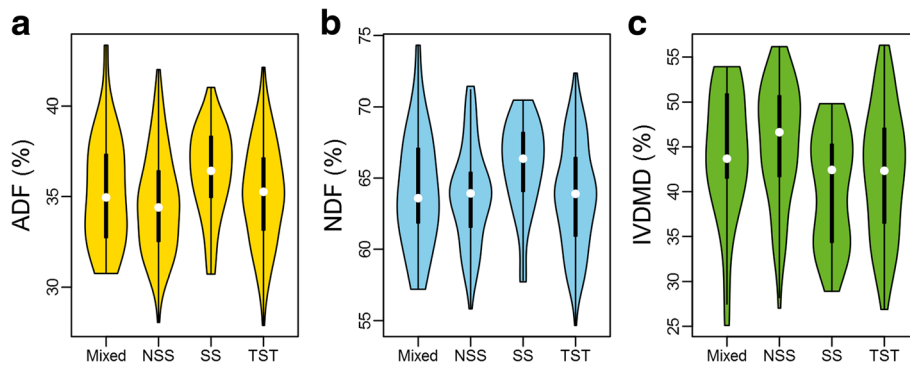 a
ADF (%)
40
35
30
Mixed NSS SS TST
b
NDF (%)
75
70
65
60
55
Mixed NSS SS TST
c
IVDMD (%)
55
50
45
40
35
30
25
Mixed NSS SS TST